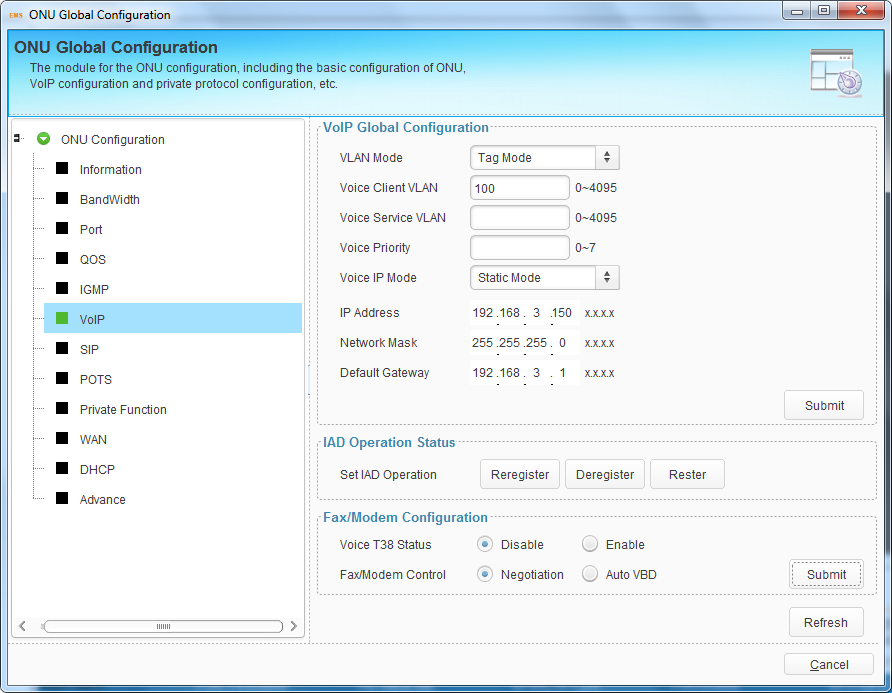 EMS ONU Global Configuration
ONU Global Configuration
The module for the ONU configuration, including the basic configuration of ONU,
VoIP configuration and private protocol configuration, etc.
ONU Configuration
Information
BandWidth
Port
QOS
IGMP
VoIP
SIP
POTS
Private Function
WAN
DHCP
Advance
VoIP Global Configuration
VLAN Mode Tag Mode
Voice Client VLAN 100 0~4095
Voice Service VLAN 0~4095
Voice Priority 0~7
Voice IP Mode Static Mode
IP Address 192 .168 . 3 .150 x.x.x.x
Network Mask 255 .255 .255 . 0 x.x.x.x
Default Gateway 192 .168 . 3 . 1 x.x.x.x
Submit
IAD Operation Status
Set IAD Operation Reregister Deregister Rester
Fax/Modem Configuration
Voice T38 Status Disable Enable
Fax/Modem Control Negotiation Auto VBD Submit
Refresh
Cancel